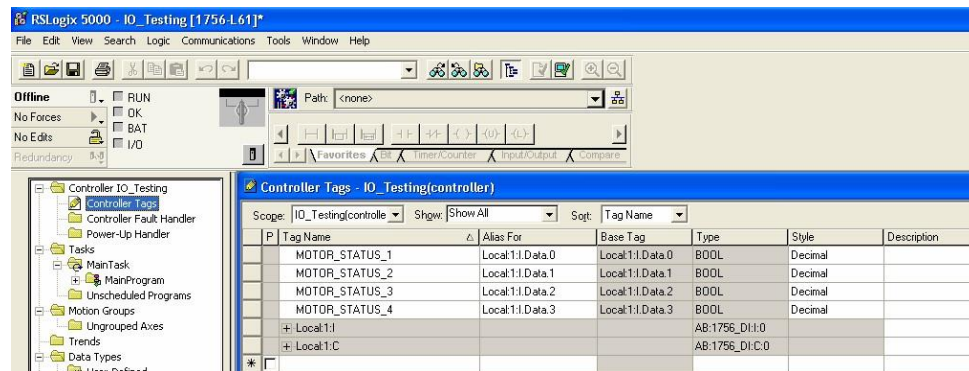 RSLogix 5000 - IO_Testing [1756-L61]*
File Edit View Search Logic Communications Tools Window Help
Offline
RUN
Path: <none>
No Forces
OK
No Edits
BAT
Redundancy
I/O
Favorites Bit Timer/Counter Input/Output Compare
Controller IO_Testing
Controller Tags
Controller Fault Handler
Power-Up Handler
Tasks
MainTask
MainProgram
Unscheduled Programs
Motion Groups
Ungrouped Axes
Trends
Data Types
User-Defined
Controller Tags - IO_Testing(controller)
Scope: IO_Testing(controlle Show: Show All Sort: Tag Name
P Tag Name Alias For Base Tag Type Style Description
MOTOR_STATUS_1 Local:1:I.Data.0 Local:1:I.Data.0 BOOL Decimal
MOTOR_STATUS_2 Local:1:I.Data.1 Local:1:I.Data.1 BOOL Decimal
MOTOR_STATUS_3 Local:1:I.Data.2 Local:1:I.Data.2 BOOL Decimal
MOTOR_STATUS_4 Local:1:I.Data.3 Local:1:I.Data.3 BOOL Decimal
+ Local:1:I AB:1756_DI:I:0
+ Local:1:C AB:1756_DI:C:0